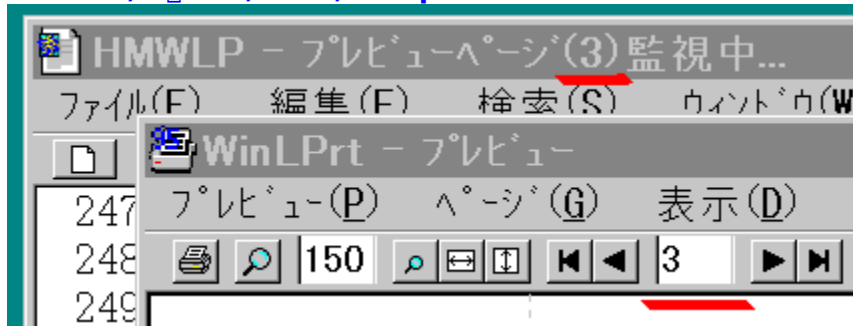 HMWLP - プレビューページ(3)監視中...
ファイル(F) 編集(E) 検索(S) ウィンドウ(W
WinLPrt - プレビュー
プレビュー(P) ページ(G) 表示(D)
150 3
247
248
249